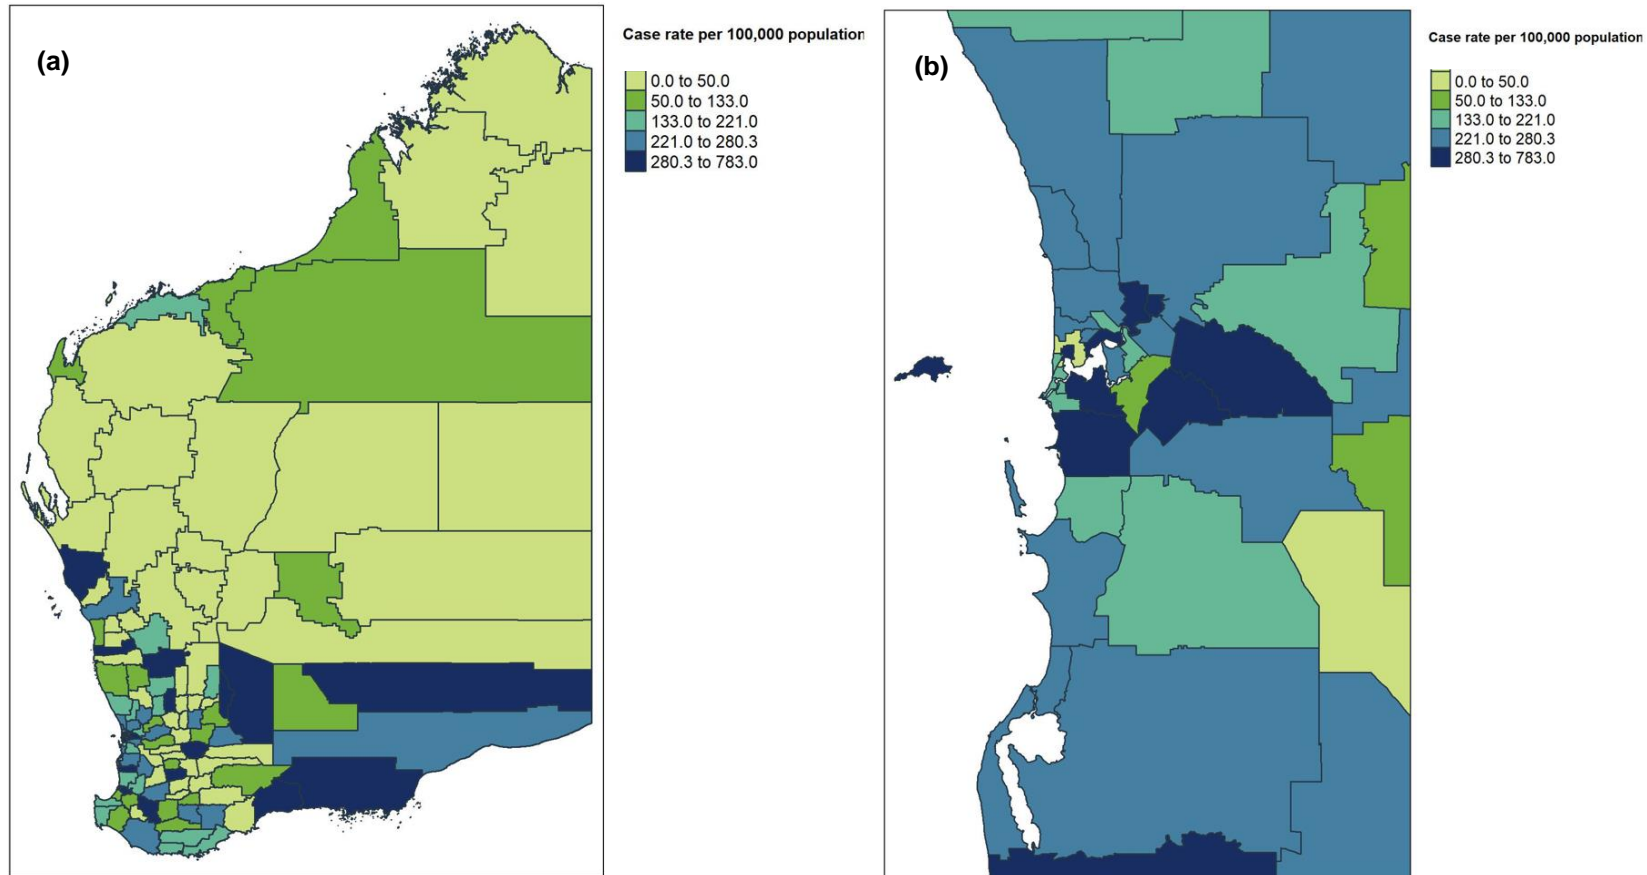 (a)
Case rate per 100,000 population
0.0 to 50.0
50.0 to 133.0
133.0 to 221.0
221.0 to 280.3
280.3 to 783.0
(b)
Case rate per 100,000 population
0.0 to 50.0
50.0 to 133.0
133.0 to 221.0
221.0 to 280.3
280.3 to 783.0